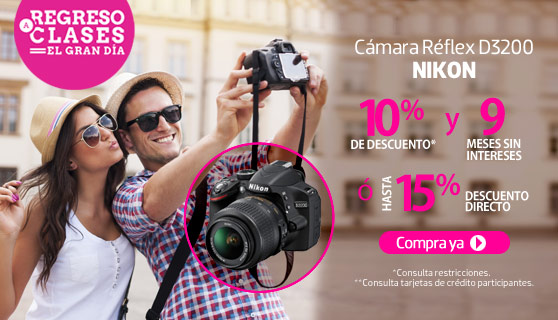 A
REGRESO
CLASES
EL GRAN DÍA
Cámara Réflex D3200
NIKON
10%
DE DESCUENTO*
y
9
MESES SIN
INTERESES
Ó
HASTA
15%
DESCUENTO
DIRECTO
Compra ya
*Consulta restricciones.
**Consulta tarjetas de crédito participantes.
Nikon